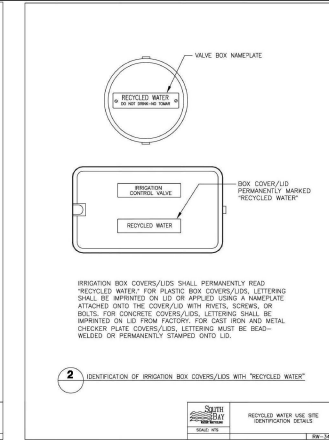 VALVE BOX NAMEPLATE
RECYCLED WATER
DO NOT DRINK-NO TOMAR
IRRIGATION
CONTROL VALVE
RECYCLED WATER
BOX COVER/LID
PERMANENTLY MARKED
"RECYCLED WATER"
IRRIGATION BOX COVERS/LIDS SHALL PERMANENTLY READ
"RECYCLED WATER." FOR PLASTIC BOX COVERS/LIDS, LETTERING
SHALL BE IMPRINTED ON LID OR APPLIED USING A NAMEPLATE
ATTACHED ONTO THE COVER/LID WITH RIVETS, SCREWS, OR
BOLTS. FOR CONCRETE COVERS/LIDS, LETTERING SHALL BE
IMPRINTED ON LID FROM FACTORY. FOR CAST IRON AND METAL
CHECKER PLATE COVERS/LIDS, LETTERING MUST BE BEAD-
WELDED OR PERMANENTLY STAMPED ONTO LID.
2 IDENTIFICATION OF IRRIGATION BOX COVERS/LIDS WITH "RECYCLED WATER"
SOUTH
BAY
WATER RECYCLING
SCALE: NTS
RECYCLED WATER USE SITE
IDENTIFICATION DETAILS
RW-34